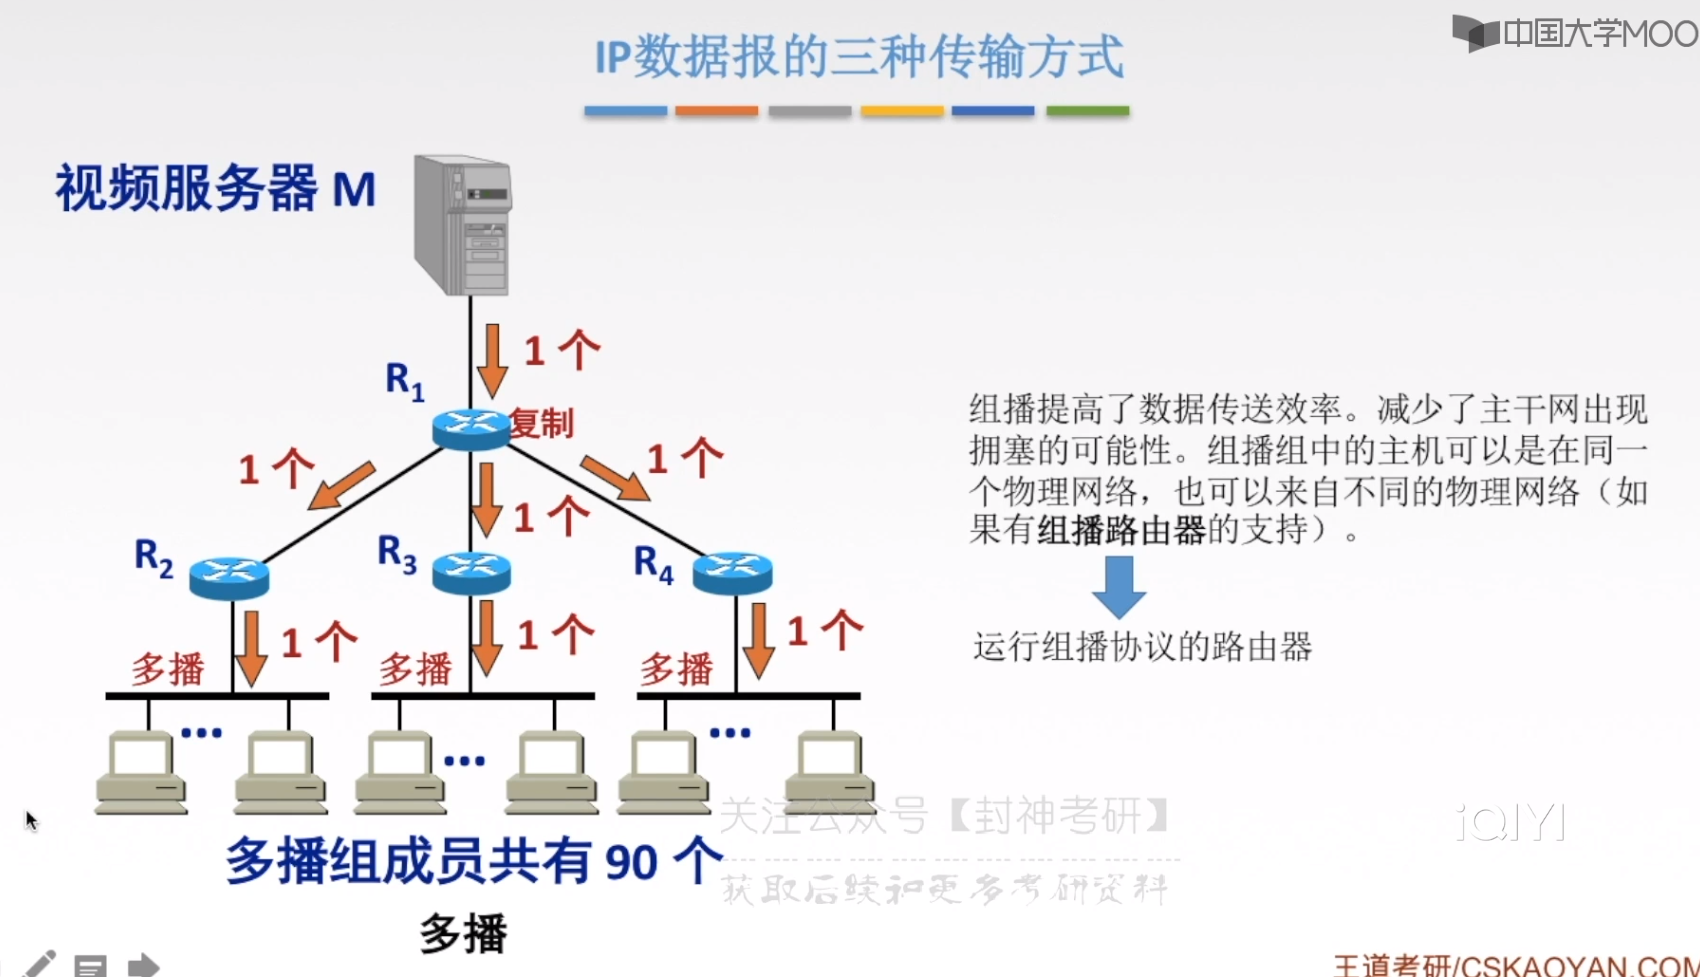 中国大学MOO
IP数据报的三种传输方式
视频服务器 M
1 个
R1
复制
1 个
1 个
1 个
R2
R3
R4
1 个
1 个
1 个
多播
多播
多播
...
...
...
多播组成员共有 90 个
多播
组播提高了数据传送效率。减少了主干网出现
拥塞的可能性。组播组中的主机可以是在同一
个物理网络，也可以来自不同的物理网络（如
果有组播路由器的支持）。
运行组播协议的路由器
关注公众号【封神考研】
获取后续和更多考研资料
iQIYI
王道考研/CSKAOYAN.COM